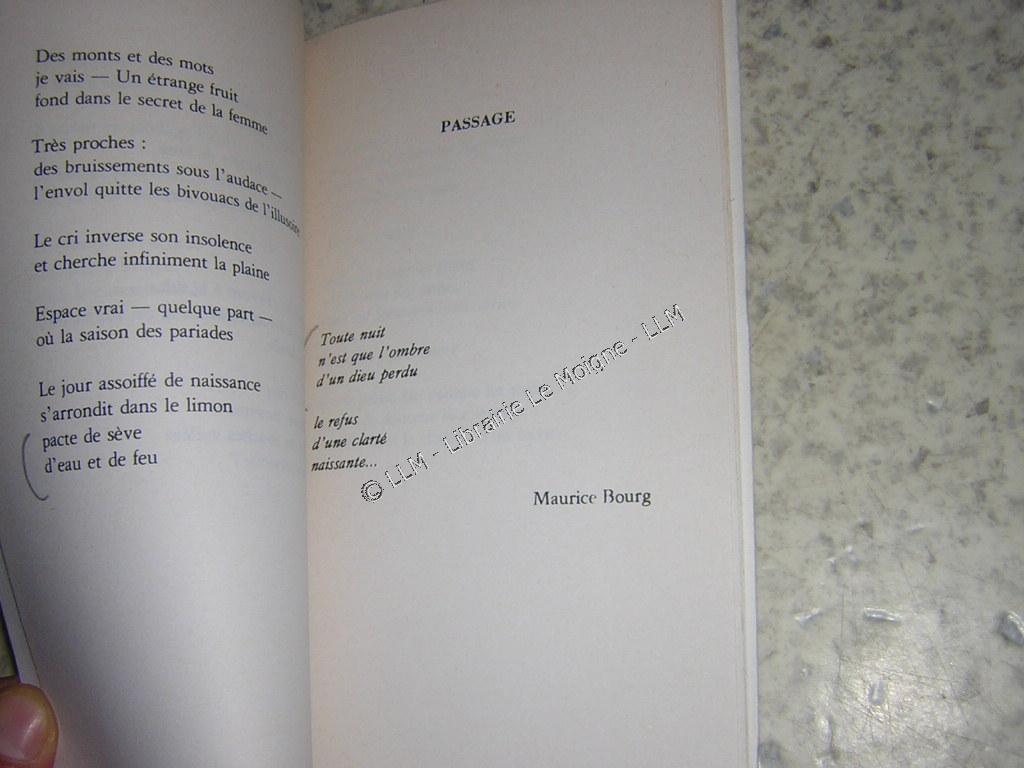 Des monts et des mots
je vais — Un étrange fruit
fond dans le secret de la femme
Très proches :
des bruissements sous l'audace —
l'envol quitte les bivouacs de l'illusoire
Le cri inverse son insolence
et cherche infiniment la plaine
Espace vrai — quelque part —
où la saison des pariades
Le jour assoiffé de naissance
s'arrondit dans le limon
pacte de sève
d'eau et de feu
PASSAGE
Toute nuit
n'est que l'ombre
d'un dieu perdu
le refus
d'une clarté
naissante...
Maurice Bourg
© LLM - Librairie Le Moigne - LLM